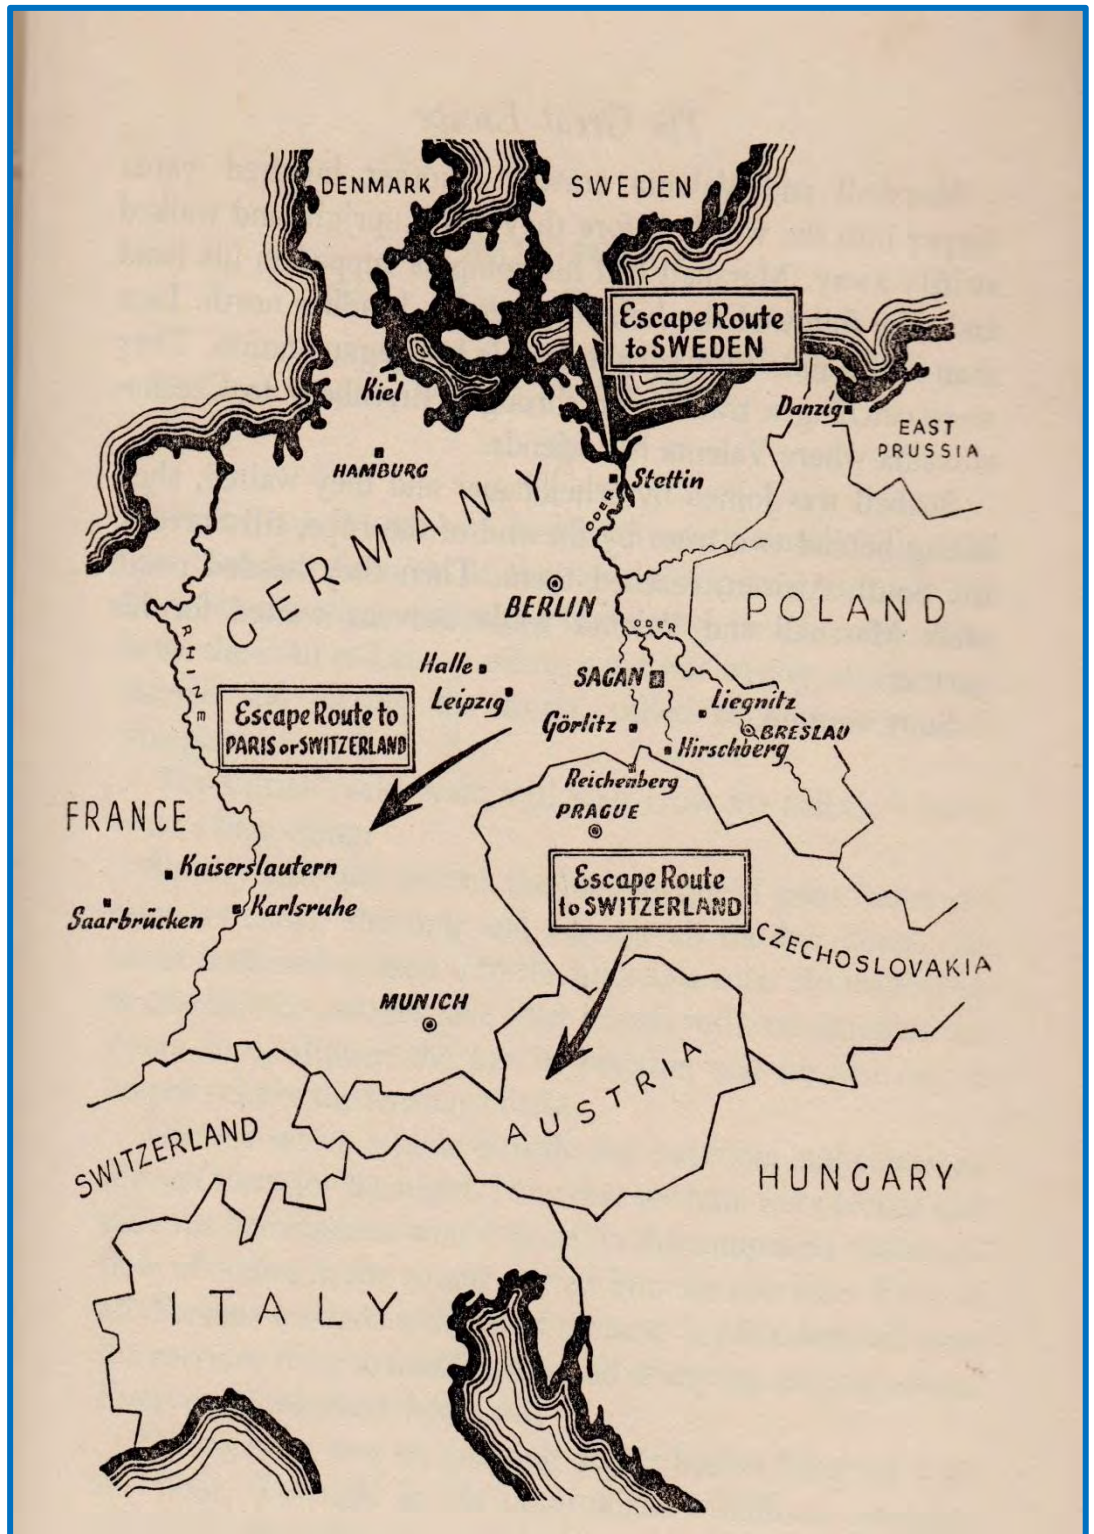 DENMARK
SWEDEN
Escape Route
to SWEDEN
Kiel
Danzig
EAST
PRUSSIA
HAMBURG
Stettin
ODER
GERMANY
BERLIN
POLAND
ODER
RHINE
Halle
SAGAN
Leipzig
Liegnitz
Escape Route to
PARIS or SWITZERLAND
Görlitz
BRESLAU
Hirschberg
Reichenberg
FRANCE
PRAGUE
Kaiserslautern
Escape Route
to SWITZERLAND
Saarbrücken
Karlsruhe
CZECHOSLOVAKIA
MUNICH
AUSTRIA
SWITZERLAND
HUNGARY
ITALY